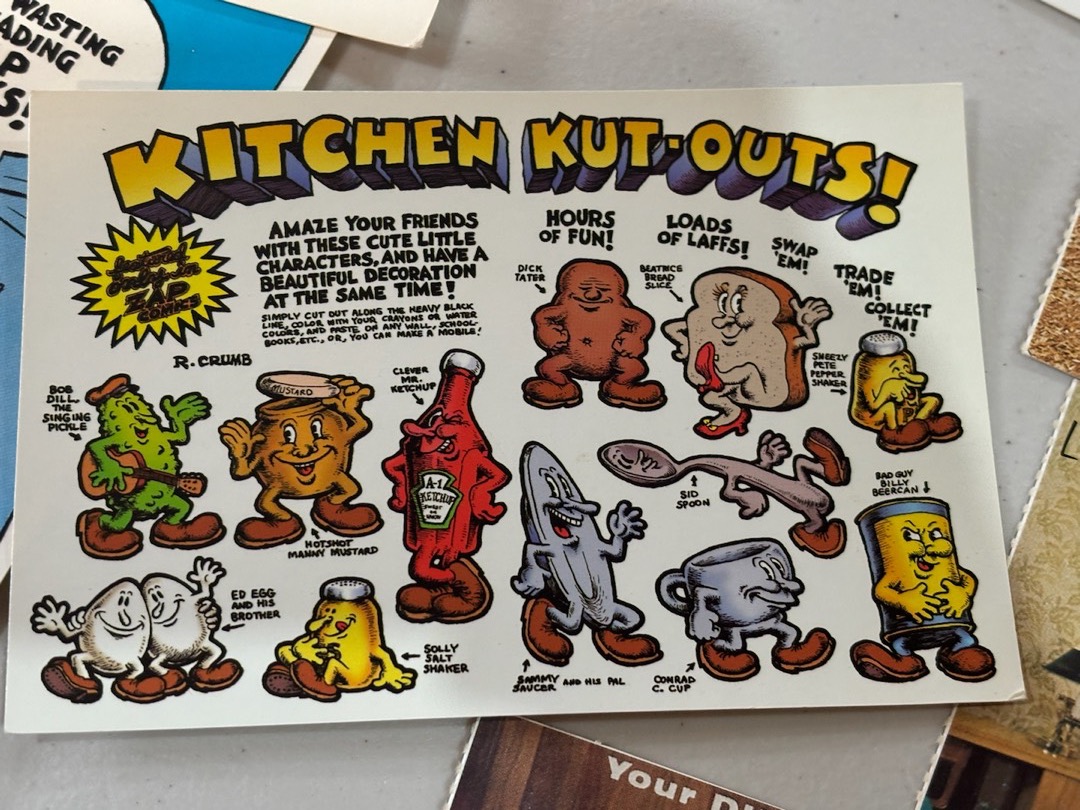 WASTING
KITCHEN KUT-OUTS!
ZAP
COMICS
R. CRUMB
AMAZE YOUR FRIENDS
WITH THESE CUTE LITTLE
CHARACTERS, AND HAVE A
BEAUTIFUL DECORATION
AT THE SAME TIME!
SIMPLY CUT OUT ALONG THE HEAVY BLACK
LINE, COLOR WITH YOUR CRAYONS OR WATER
COLORS, AND PASTE ON ANY WALL, SCHOOL
BOOKS, ETC., OR, YOU CAN MAKE A MOBILE!
HOURS
OF FUN!
LOADS
OF LAFFS!
SWAP
'EM!
TRADE
'EM!
COLLECT
'EM!
DICK
TATER
BEATRICE
BREAD
SLICE
SNEEZY
PETE
PEPPER
SHAKER
P
BOB
DILL,
THE
SINGING
PICKLE
MUSTARD
HOTSHOT
MANNY MUSTARD
CLEVER
MR.
KETCHUP
A-1
KETCHUP
SID
SPOON
BAD GUY
BILLY
BEERCAN
ED EGG
AND HIS
BROTHER
SOLLY
SALT
SHAKER
SAMMY
SAUCER AND HIS PAL
CONRAD
C. CUP
Your